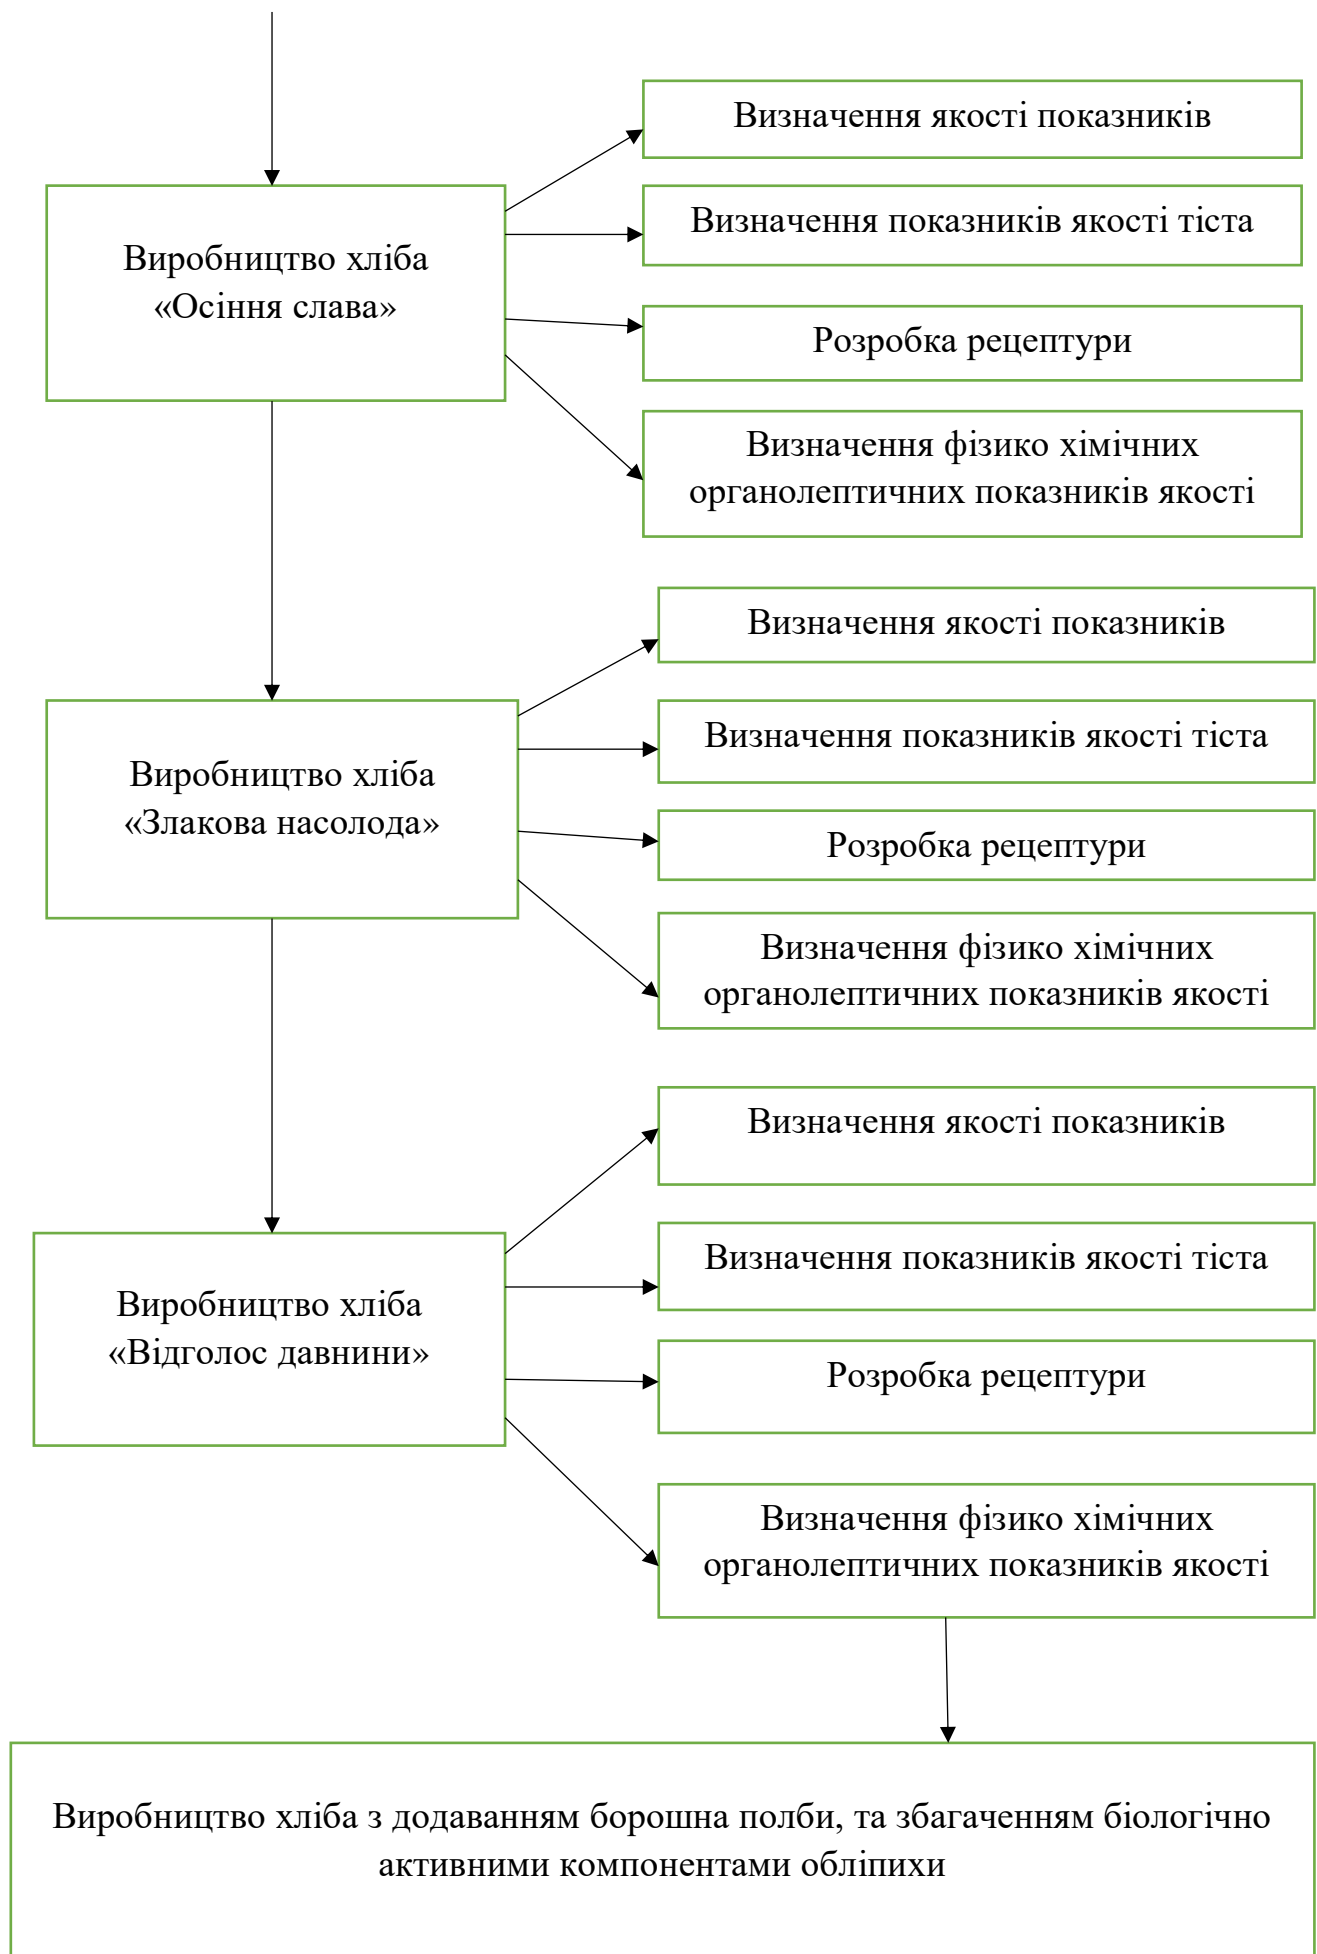 Визначення якості показників
Визначення показників якості тіста
Виробництво хліба
«Осіння слава»
Розробка рецептури
Визначення фізико хімічних
органолептичних показників якості
Визначення якості показників
Визначення показників якості тіста
Виробництво хліба
«Злакова насолода»
Розробка рецептури
Визначення фізико хімічних
органолептичних показників якості
Визначення якості показників
Визначення показників якості тіста
Виробництво хліба
«Відголос давнини»
Розробка рецептури
Визначення фізико хімічних
органолептичних показників якості
Виробництво хліба з додаванням борошна полби, та збагаченням біологічно
активними компонентами обліпихи